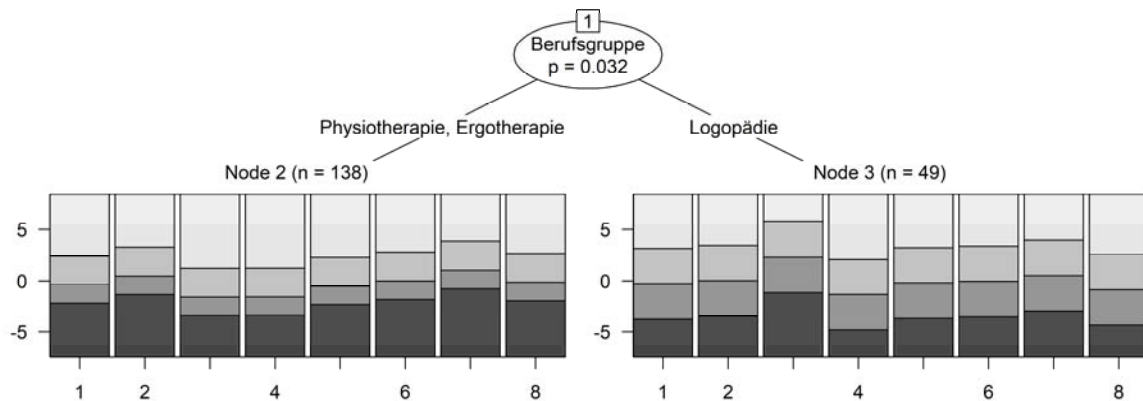 1
Berufsgruppe
p = 0.032
Physiotherapie, Ergotherapie
Logopädie
Node 2 (n = 138)
Node 3 (n = 49)
5
0
-5
1 2 4 6 8
5
0
-5
1 2 4 6 8